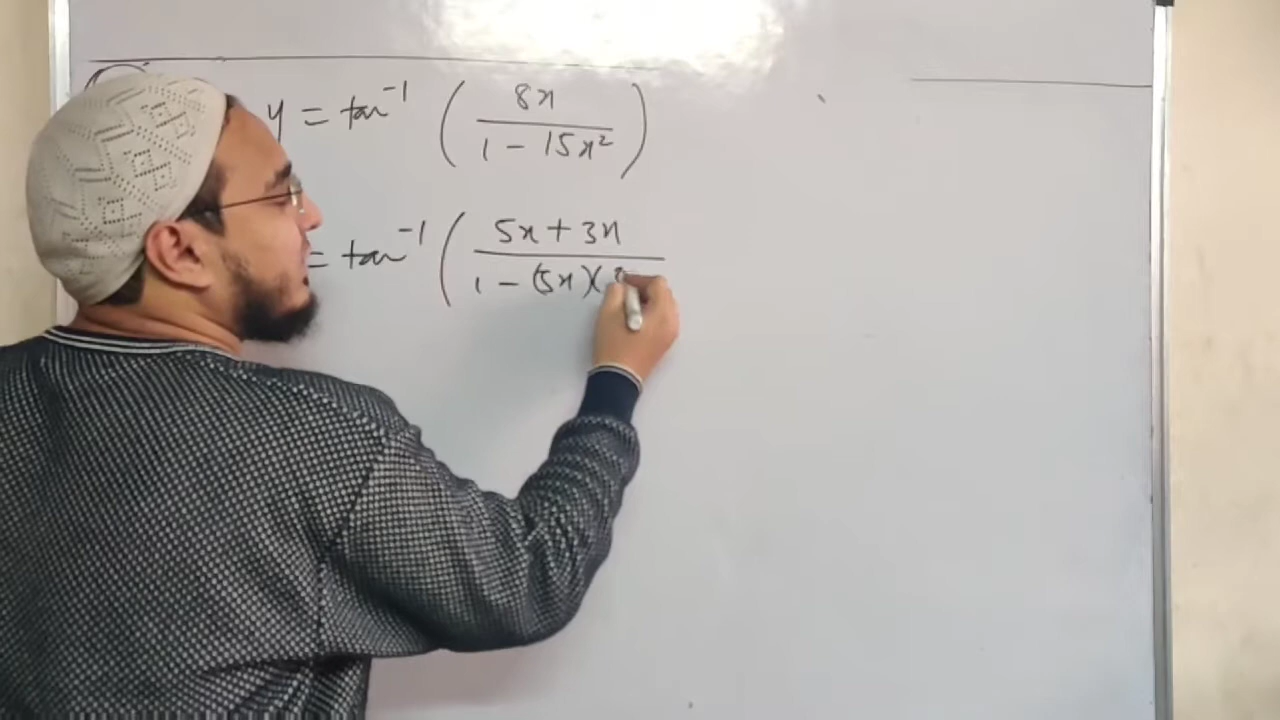 y = tan⁻¹ ( 8x / 1 - 15x² )
= tan⁻¹ ( 5x + 3x / 1 - (5x)(